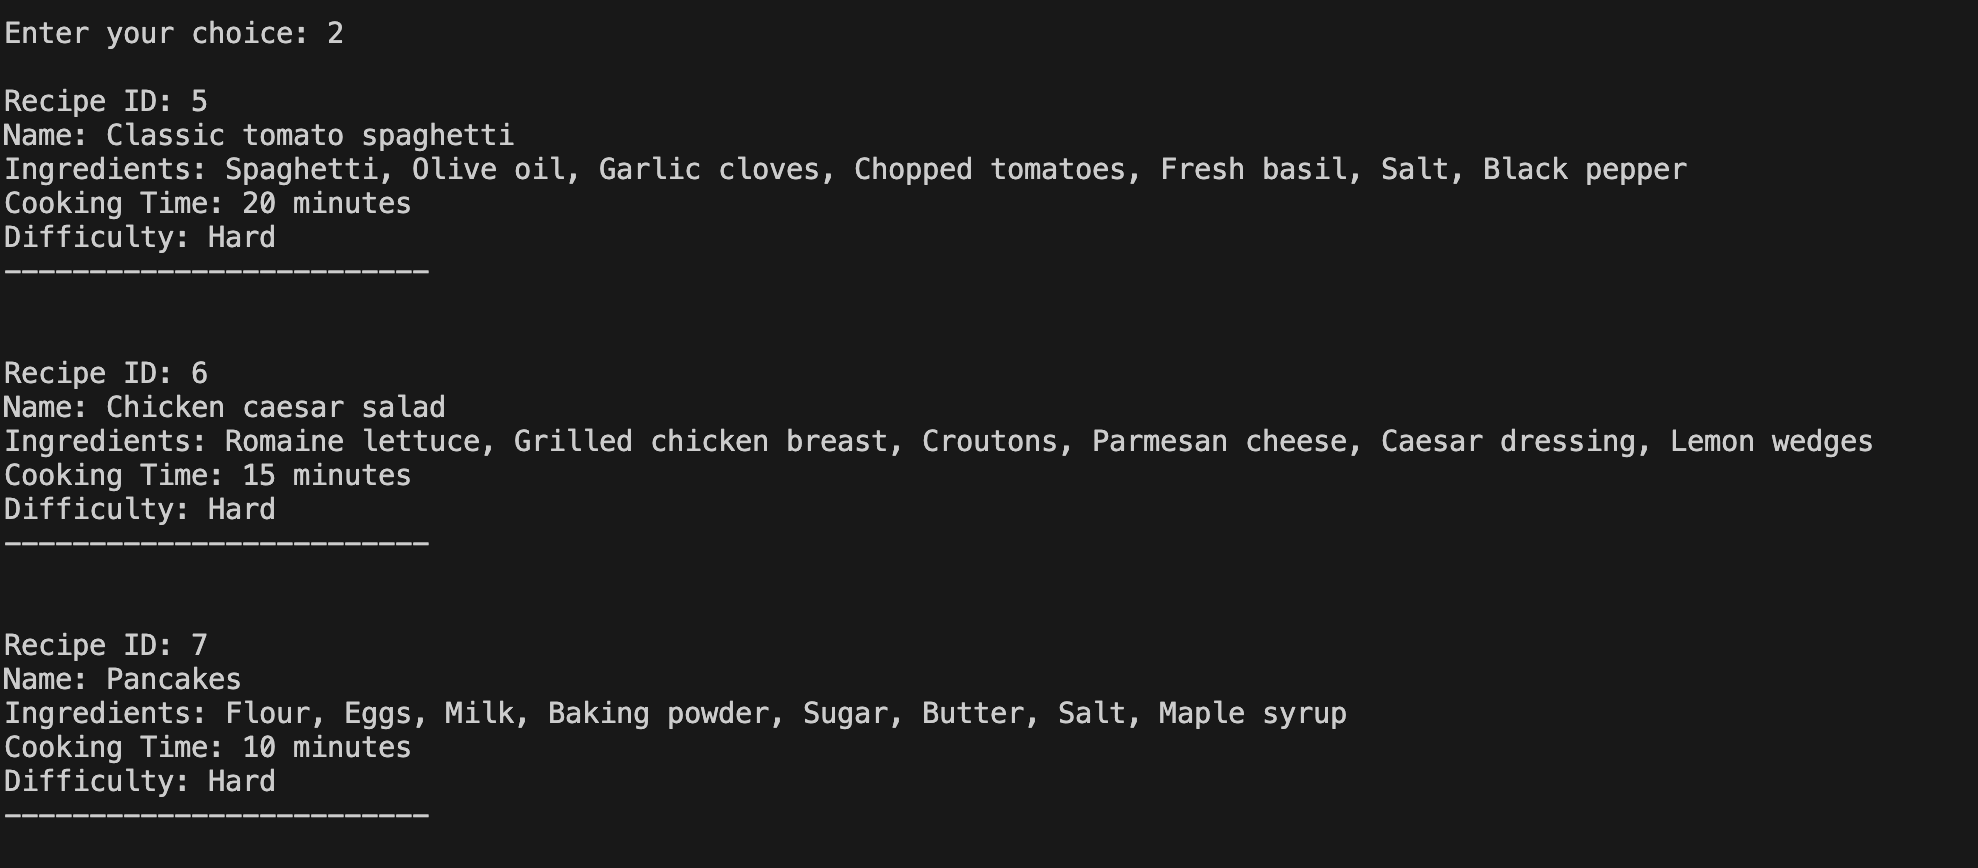 Enter your choice: 2
Recipe ID: 5
Name: Classic tomato spaghetti
Ingredients: Spaghetti, Olive oil, Garlic cloves, Chopped tomatoes, Fresh basil, Salt, Black pepper
Cooking Time: 20 minutes
Difficulty: Hard
-------------------------
Recipe ID: 6
Name: Chicken caesar salad
Ingredients: Romaine lettuce, Grilled chicken breast, Croutons, Parmesan cheese, Caesar dressing, Lemon wedges
Cooking Time: 15 minutes
Difficulty: Hard
-------------------------
Recipe ID: 7
Name: Pancakes
Ingredients: Flour, Eggs, Milk, Baking powder, Sugar, Butter, Salt, Maple syrup
Cooking Time: 10 minutes
Difficulty: Hard
-------------------------